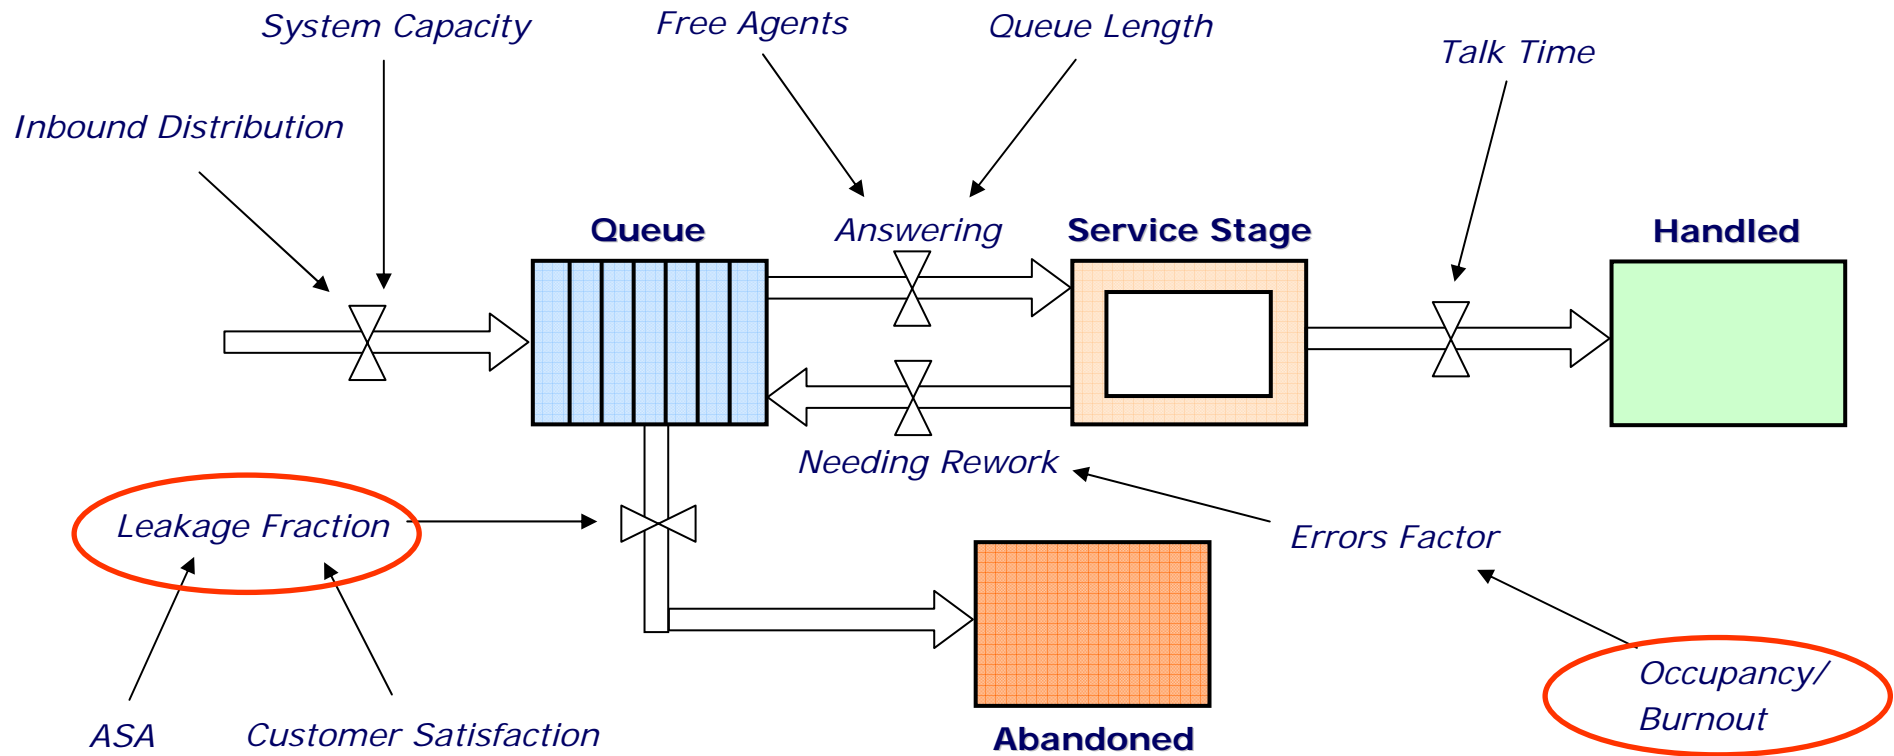 System Capacity
Free Agents
Queue Length
Talk Time
Inbound Distribution
Queue
Answering
Service Stage
Handled
Needing Rework
Leakage Fraction
Errors Factor
Occupancy/
Burnout
ASA
Customer Satisfaction
Abandoned